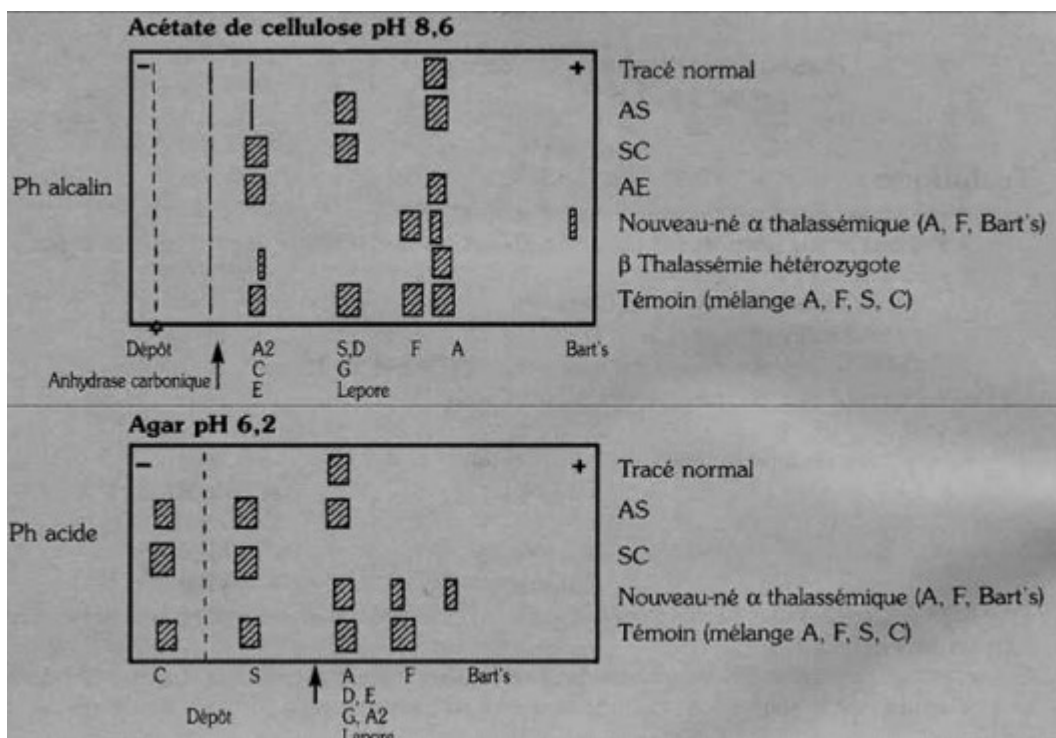 Acétate de cellulose pH 8,6
- +
Tracé normal
AS
SC
Ph alcalin
AE
Nouveau-né α thalassémique (A, F, Bart's)
β Thalassémie hétérozygote
Témoin (mélange A, F, S, C)
Dépôt A2 S,D F A Bart's
Anhydrase carbonique C G
E Lepore
Agar pH 6,2
- +
Tracé normal
AS
Ph acide
SC
Nouveau-né α thalassémique (A, F, Bart's)
Témoin (mélange A, F, S, C)
C S A F Bart's
D, E
Dépôt G, A2
Lepore